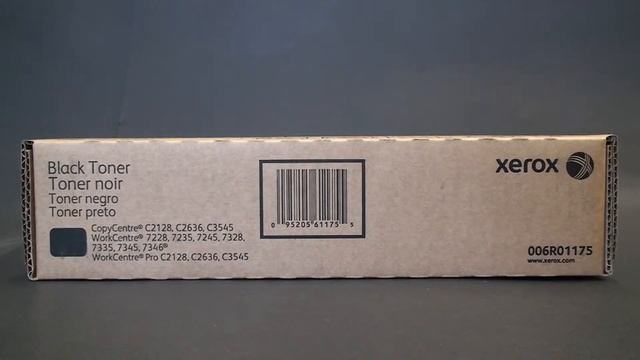 Black Toner
Toner noir
Toner negro
Toner preto
CopyCentre® C2128, C2636, C3545
WorkCentre® 7228, 7235, 7245, 7328,
7335, 7345, 7346®
WorkCentre® Pro C2128, C2636, C3545
0 95205 61175 5
xerox
006R01175
www.xerox.com